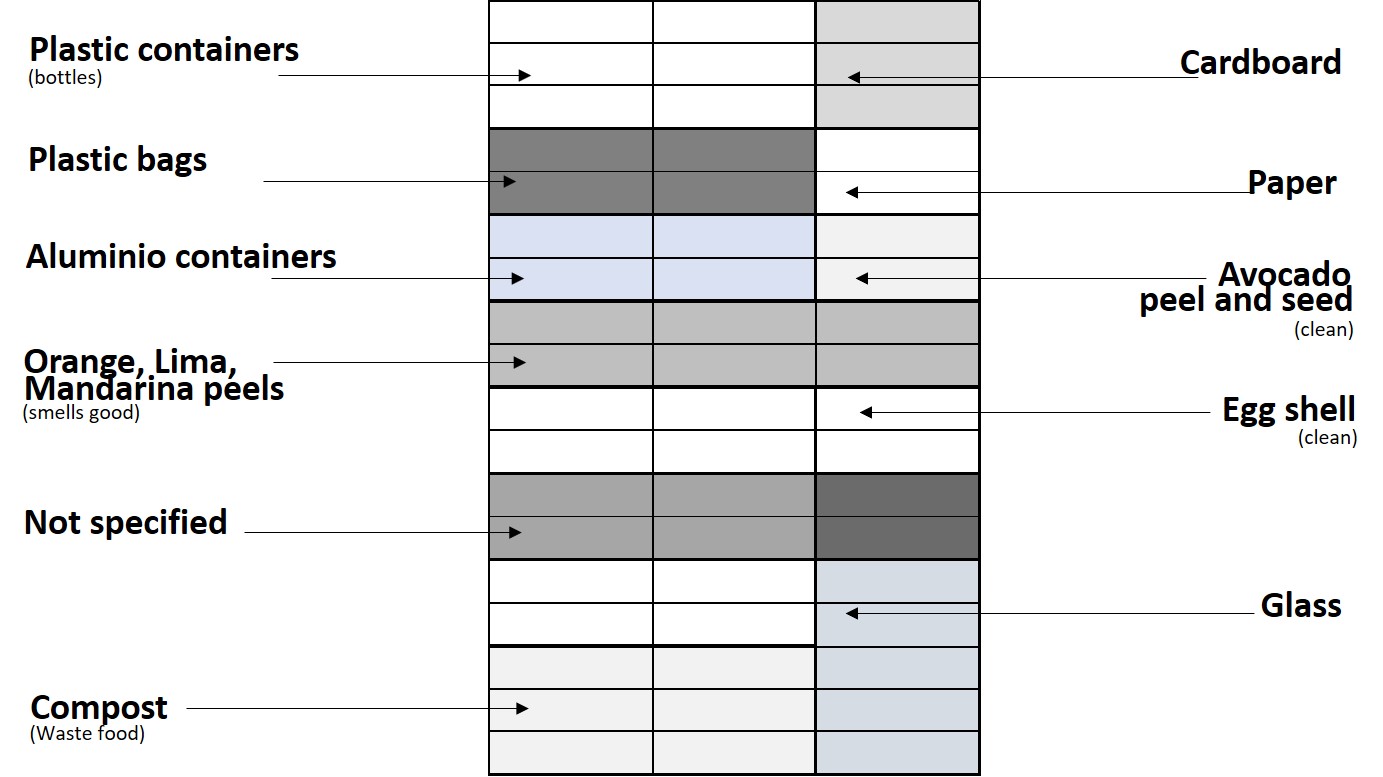 Plastic containers
(bottles)
Cardboard
Plastic bags
Paper
Aluminio containers
Avocado
peel and seed
(clean)
Orange, Lima,
Mandarina peels
(smells good)
Egg shell
(clean)
Not specified
Glass
Compost
(Waste food)